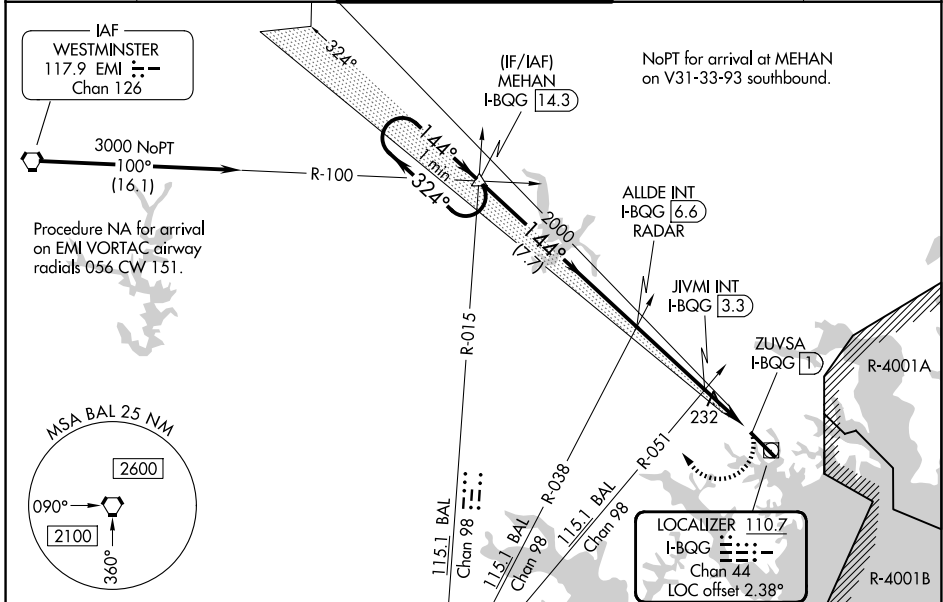 IAF
WESTMINSTER
117.9 EMI
Chan 126
3000 NoPT
100°
(16.1)
R-100
Procedure NA for arrival
on EMI VORTAC airway
radials 056 CW 151.
324°
144°
1 min
324°
(IF/IAF)
MEHAN
I-BQG 14.3
NoPT for arrival at MEHAN
on V31-33-93 southbound.
2000
144°
(7.7)
ALLDE INT
I-BQG 6.6
RADAR
JIVMI INT
I-BQG 3.3
ZUVSA
I-BQG 1
232
R-4001A
R-4001B
R-015
R-038
R-051
115.1 BAL
Chan 98
115.1 BAL
Chan 98
115.1 BAL
Chan 98
MSA BAL 25 NM
2600
090°
2100
360°
LOCALIZER 110.7
I-BQG
Chan 44
LOC offset 2.38°